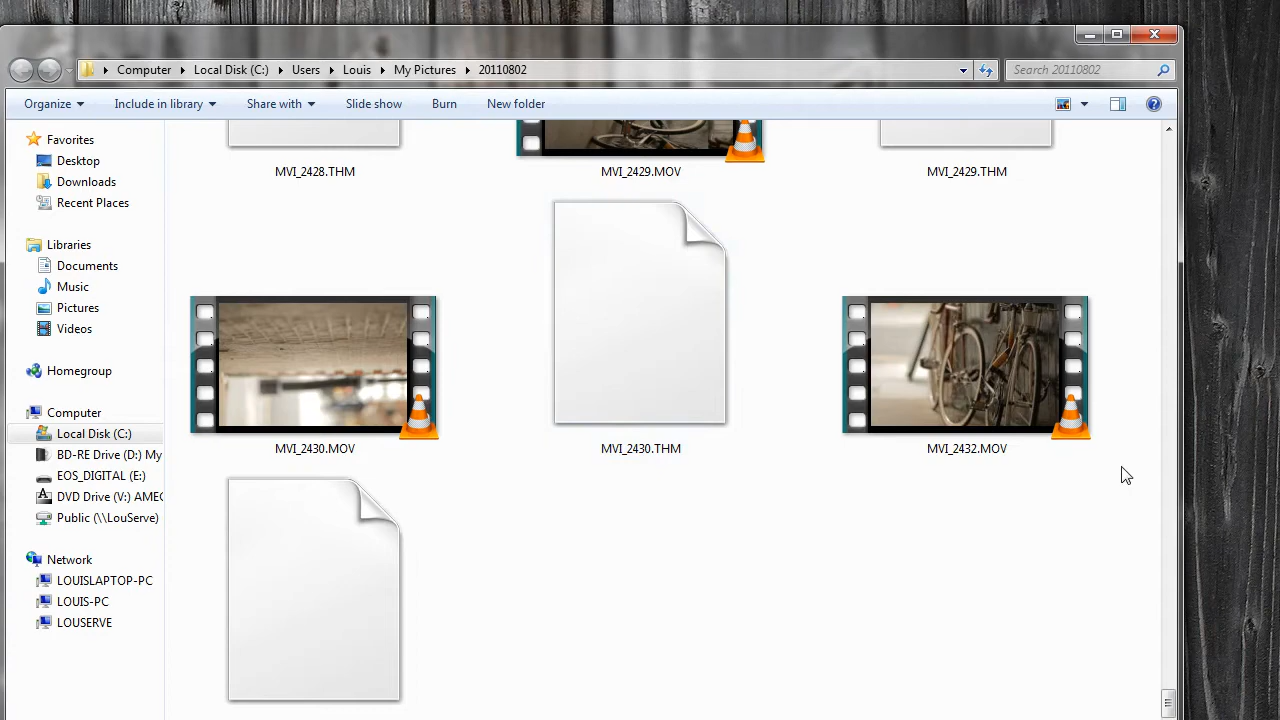 Computer Local Disk (C:) Users Louis My Pictures 20110802
Search 20110802
Organize Include in library Share with Slide show Burn New folder
Favorites
Desktop
Downloads
Recent Places
Libraries
Documents
Music
Pictures
Videos
Homegroup
Computer
Local Disk (C:)
BD-RE Drive (D:) My
EOS_DIGITAL (E:)
DVD Drive (V:) AMEC
Public (\\LouServe)
Network
LOUISLAPTOP-PC
LOUIS-PC
LOUSERVE
MVI_2428.THM
MVI_2429.MOV
MVI_2429.THM
MVI_2430.MOV
MVI_2430.THM
MVI_2432.MOV